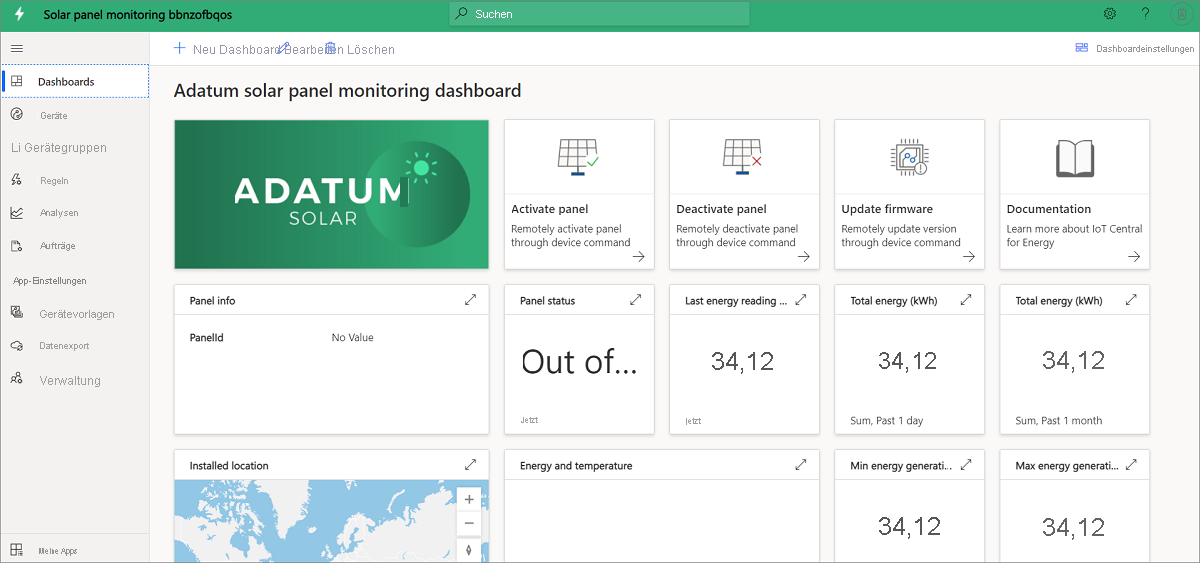 Solar panel monitoring bbnzofbqos
Suchen
?
Neu Dashboard Bearbeiten Löschen
Dashboardeinstellungen
Dashboards
Geräte
Li Gerätegruppen
Regeln
Analysen
Aufträge
App-Einstellungen
Gerätevorlagen
Datenexport
Verwaltung
Meine Apps
Adatum solar panel monitoring dashboard
ADATUM
SOLAR
Activate panel
Remotely activate panel
through device command
Deactivate panel
Remotely deactivate panel
through device command
Update firmware
Remotely update version
through device command
Documentation
Learn more about IoT Central
for Energy
Panel info
PanelId No Value
Panel status
Out of...
Jetzt
Last energy reading ...
34,12
jetzt
Total energy (kWh)
34,12
Sum, Past 1 day
Total energy (kWh)
34,12
Sum, Past 1 month
Installed location
Energy and temperature
Min energy generati...
34,12
Max energy generati...
34,12